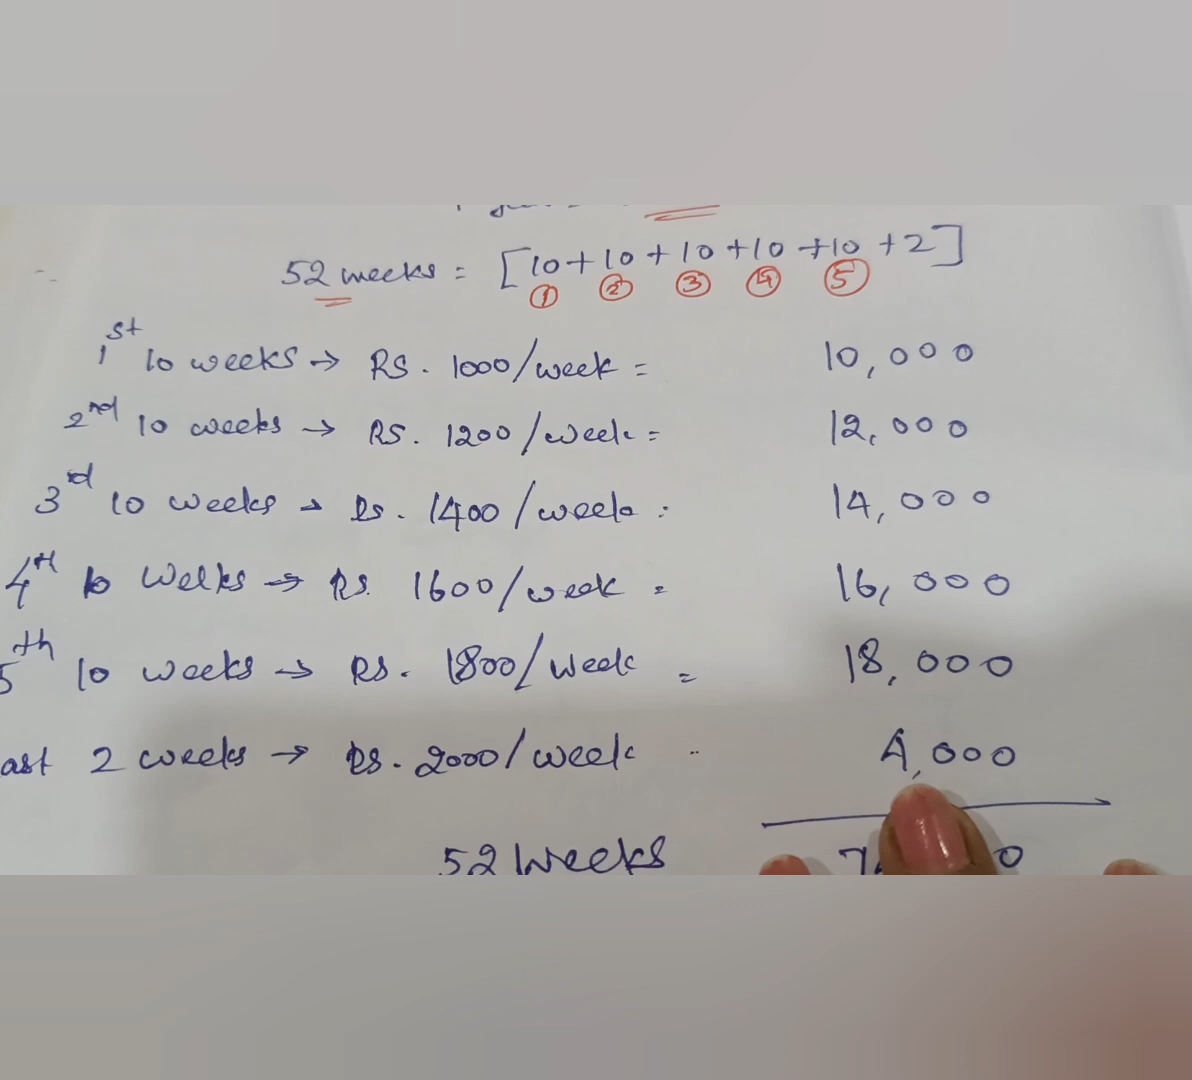 52 weeks = [10 + 10 + 10 + 10 + 10 + 2]
1 2 3 4 5
1st 10 weeks → RS. 1000/week = 10,000
2nd 10 weeks → RS. 1200/week = 12,000
3rd 10 weeks → Rs. 1400/week = 14,000
4th 10 weeks → Rs. 1600/week = 16,000
5th 10 weeks → Rs. 1800/week = 18,000
ast 2 weeks → Rs. 2000/week = 4,000
52 weeks